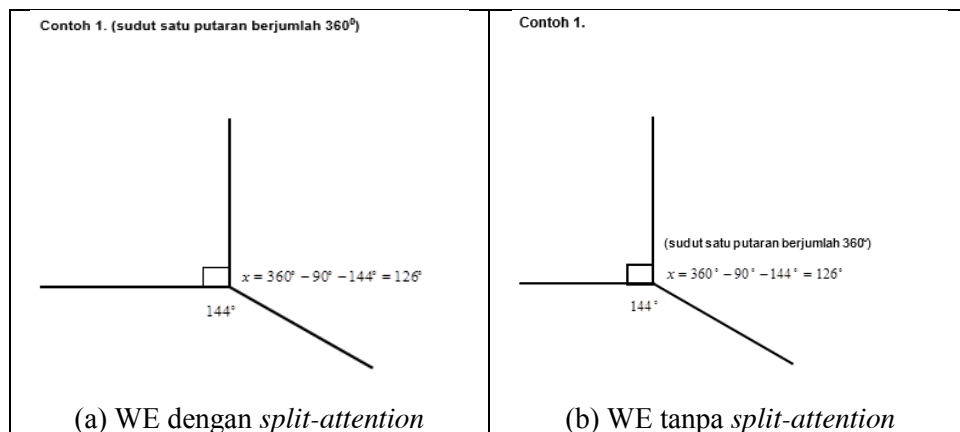 Contoh 1. (sudut satu putaran berjumlah 360⁰)
x = 360° – 90° – 144° = 126°
144°
(a) WE dengan split-attention
Contoh 1.
(sudut satu putaran berjumlah 360°)
x = 360° – 90° – 144° = 126°
144°
(b) WE tanpa split-attention